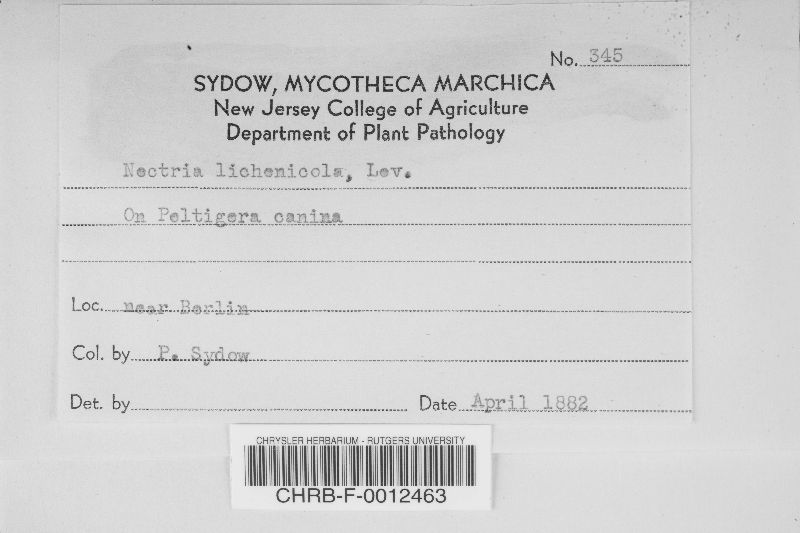 No. 345
SYDOW, MYCOTHECA MARCHICA
New Jersey College of Agriculture
Department of Plant Pathology
Nectria lichenicola, Lev.
On Peltigera canina
Loc. near Berlin
Col. by P. Sydow
Det. by
Date April 1882
CHRYSLER HERBARIUM - RUTGERS UNIVERSITY
CHRB-F-0012463